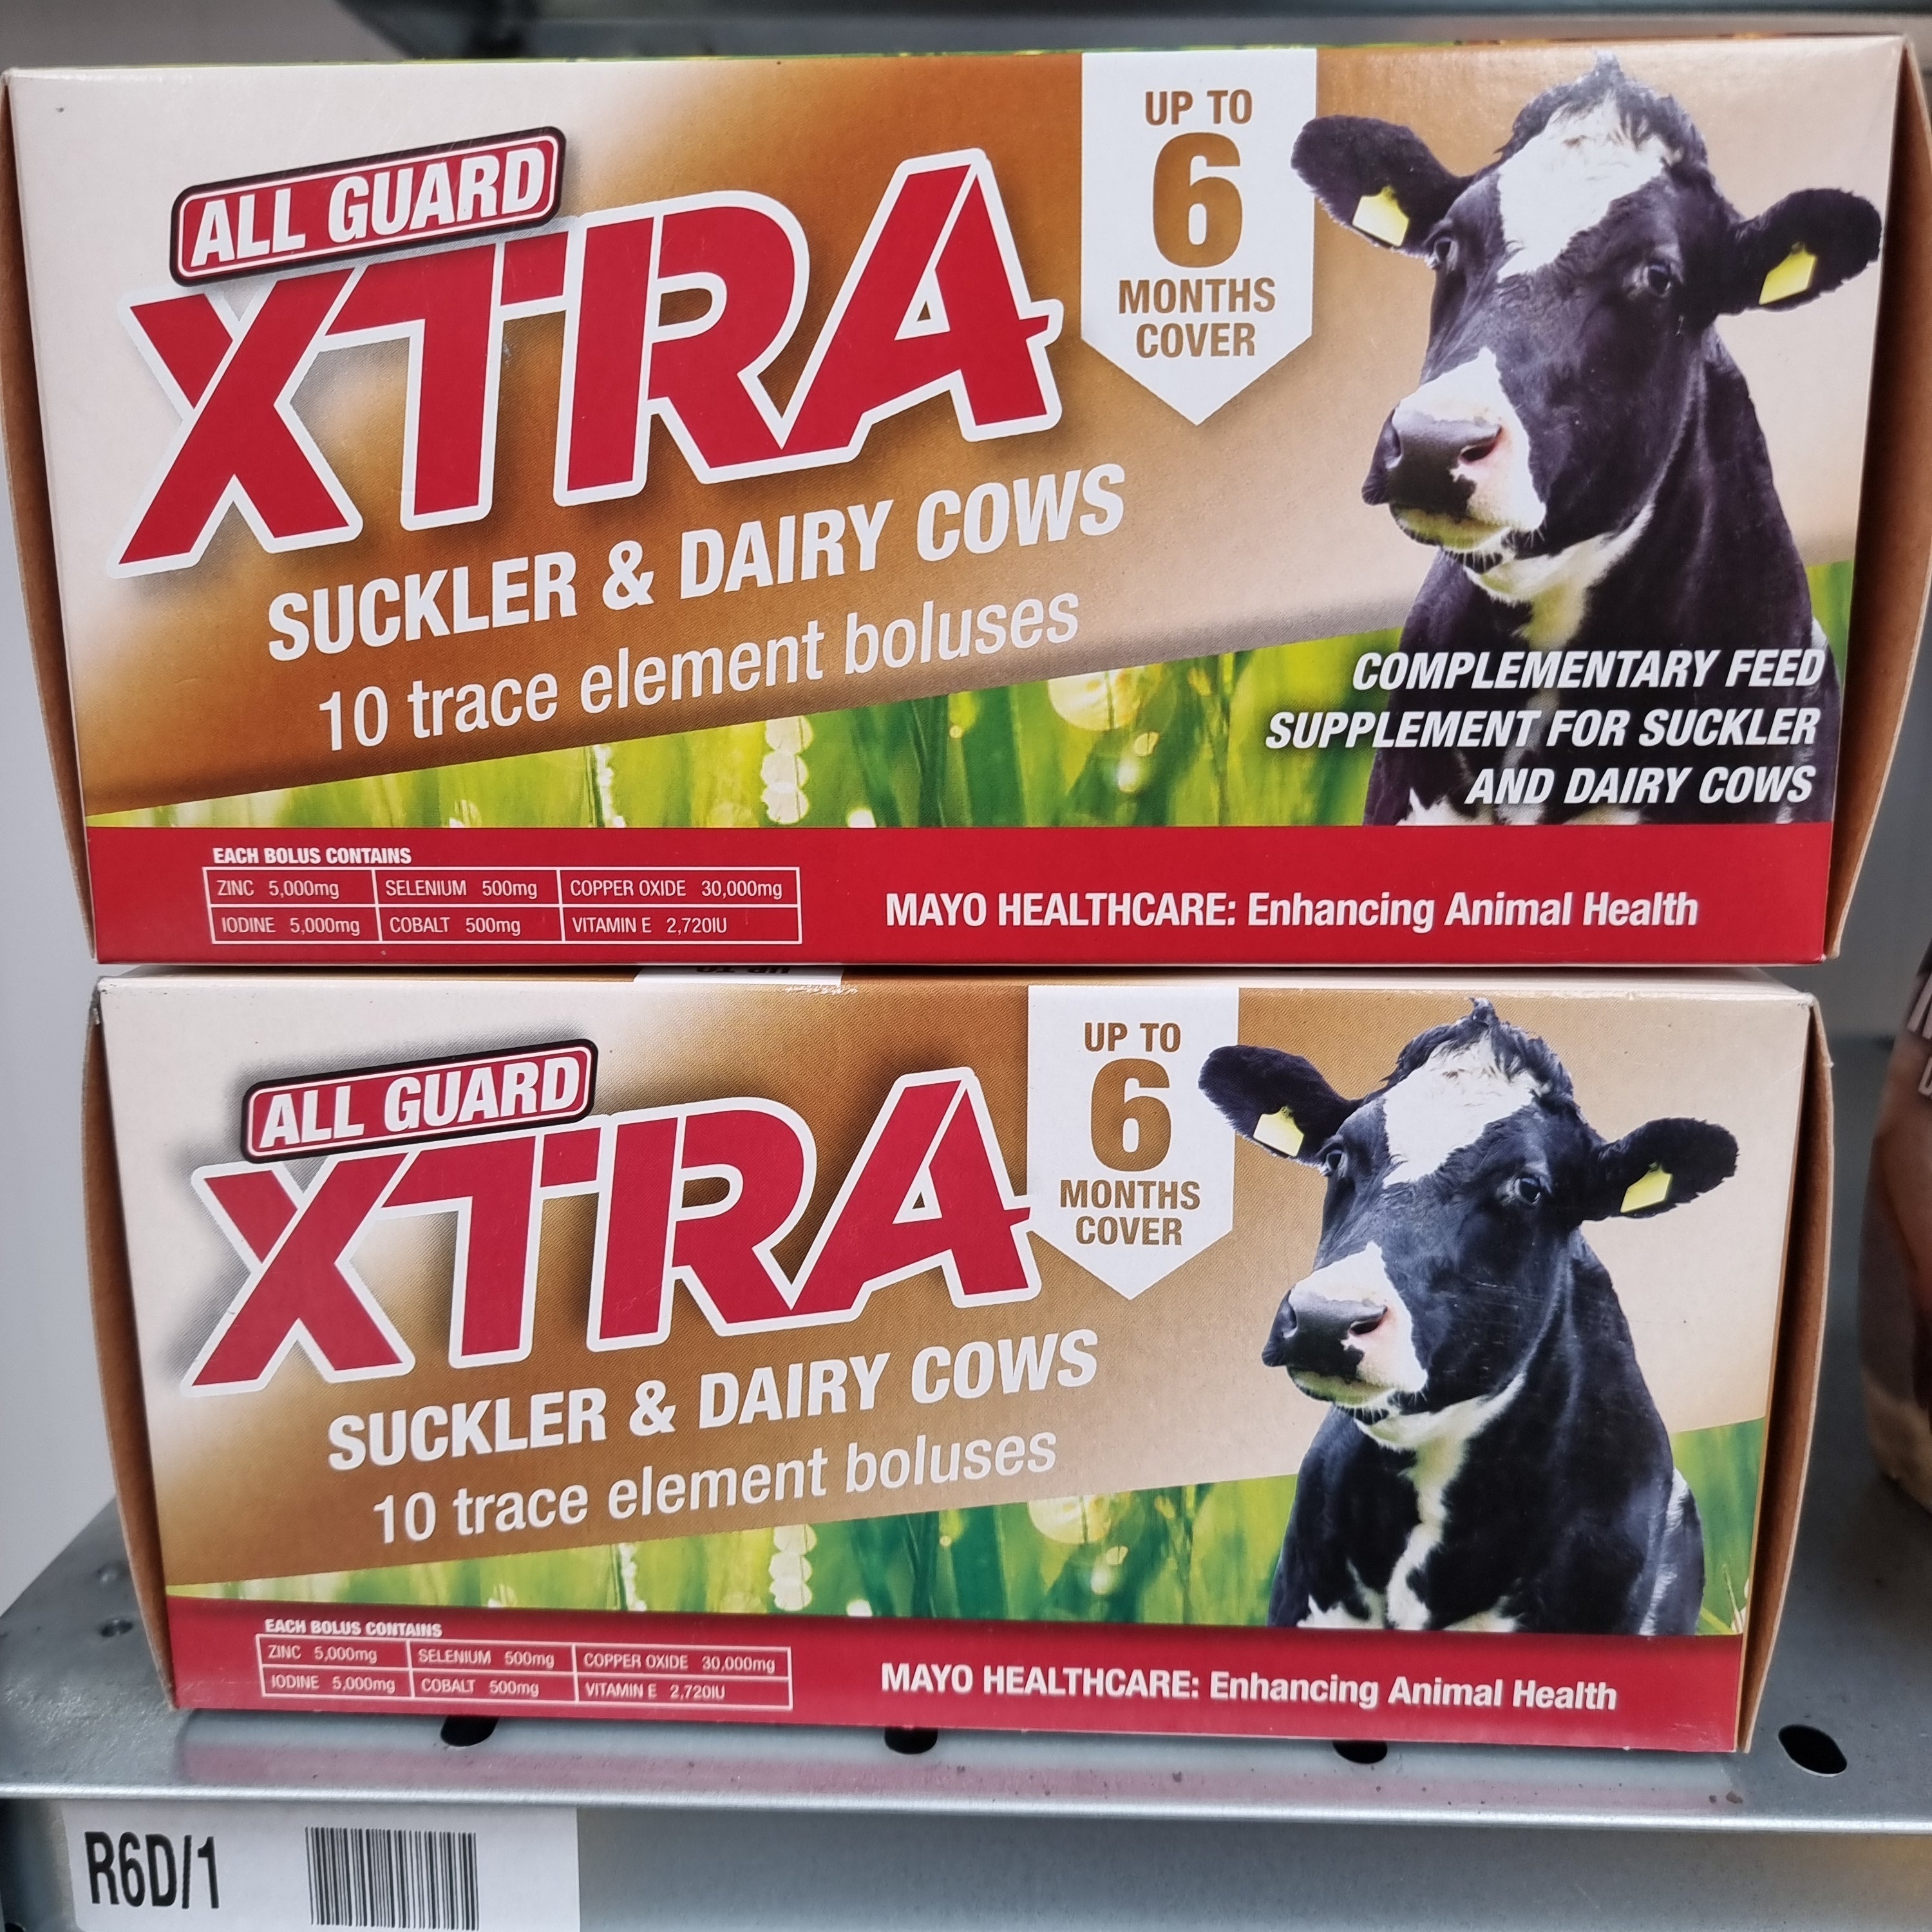 ALL GUARD
XTRA
SUCKLER & DAIRY COWS
10 trace element boluses
UP TO
6
MONTHS
COVER
COMPLEMENTARY FEED
SUPPLEMENT FOR SUCKLER
AND DAIRY COWS
EACH BOLUS CONTAINS
ZINC 5,000mg SELENIUM 500mg COPPER OXIDE 30,000mg
IODINE 5,000mg COBALT 500mg VITAMIN E 2,720IU
MAYO HEALTHCARE: Enhancing Animal Health
UP TO
ALL GUARD
XTRA
SUCKLER & DAIRY COWS
10 trace element boluses
UP TO
6
MONTHS
COVER
EACH BOLUS CONTAINS
ZINC 5,000mg SELENIUM 500mg COPPER OXIDE 30,000mg
IODINE 5,000mg COBALT 500mg VITAMIN E 2,720IU
MAYO HEALTHCARE: Enhancing Animal Health
R6D/1